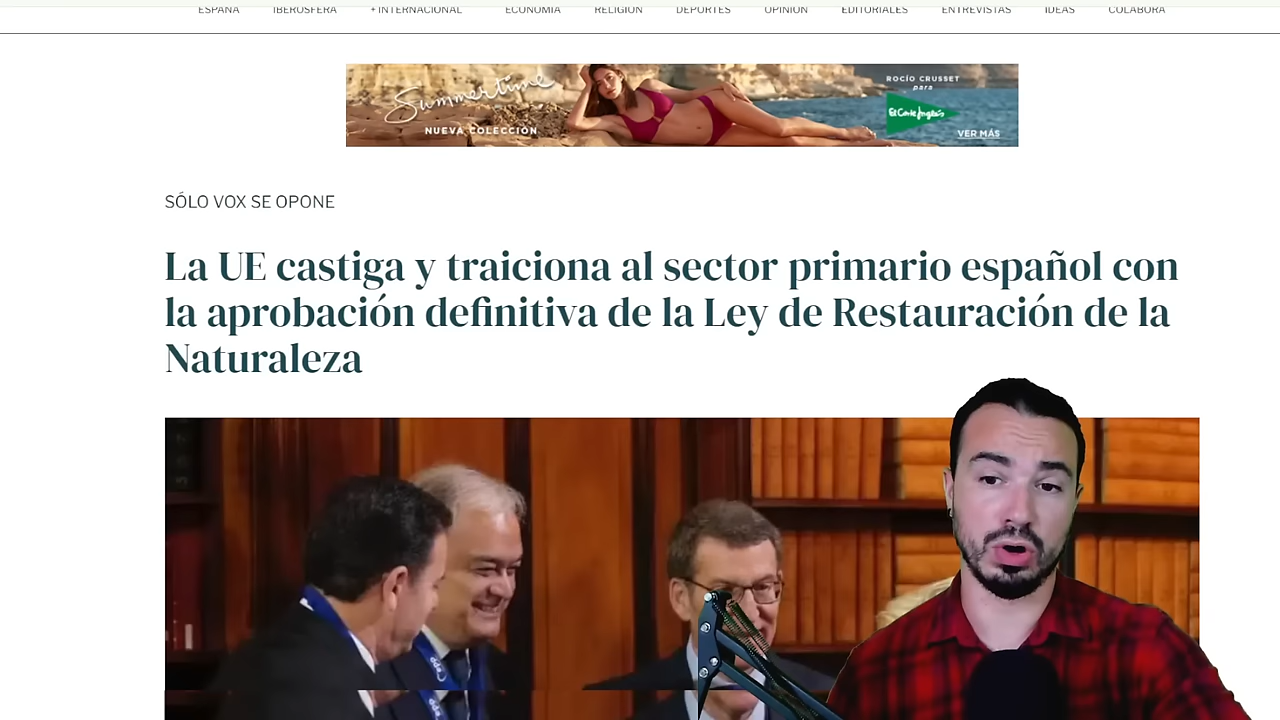 ESPAÑA IBEROSFERA + INTERNACIONAL ECONOMÍA RELIGIÓN DEPORTES OPINIÓN EDITORIALES ENTREVISTAS IDEAS COLABORA
Summertime
NUEVA COLECCIÓN
ROCÍO CRUSSET
para
El Corte Inglés
VER MÁS
SÓLO VOX SE OPONE
La UE castiga y traiciona al sector primario español con
la aprobación definitiva de la Ley de Restauración de la
Naturaleza